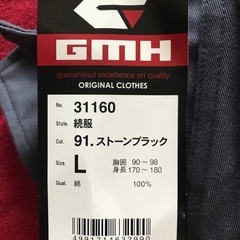 GMH
guaranteed excellence on quality
ORIGINAL CLOTHES
No. 31160
Style. 続服
Col. 91.ストーンブラック
Size. L 胸囲 90～98
身長 170～180
Qual. 綿 100%
4991714632990